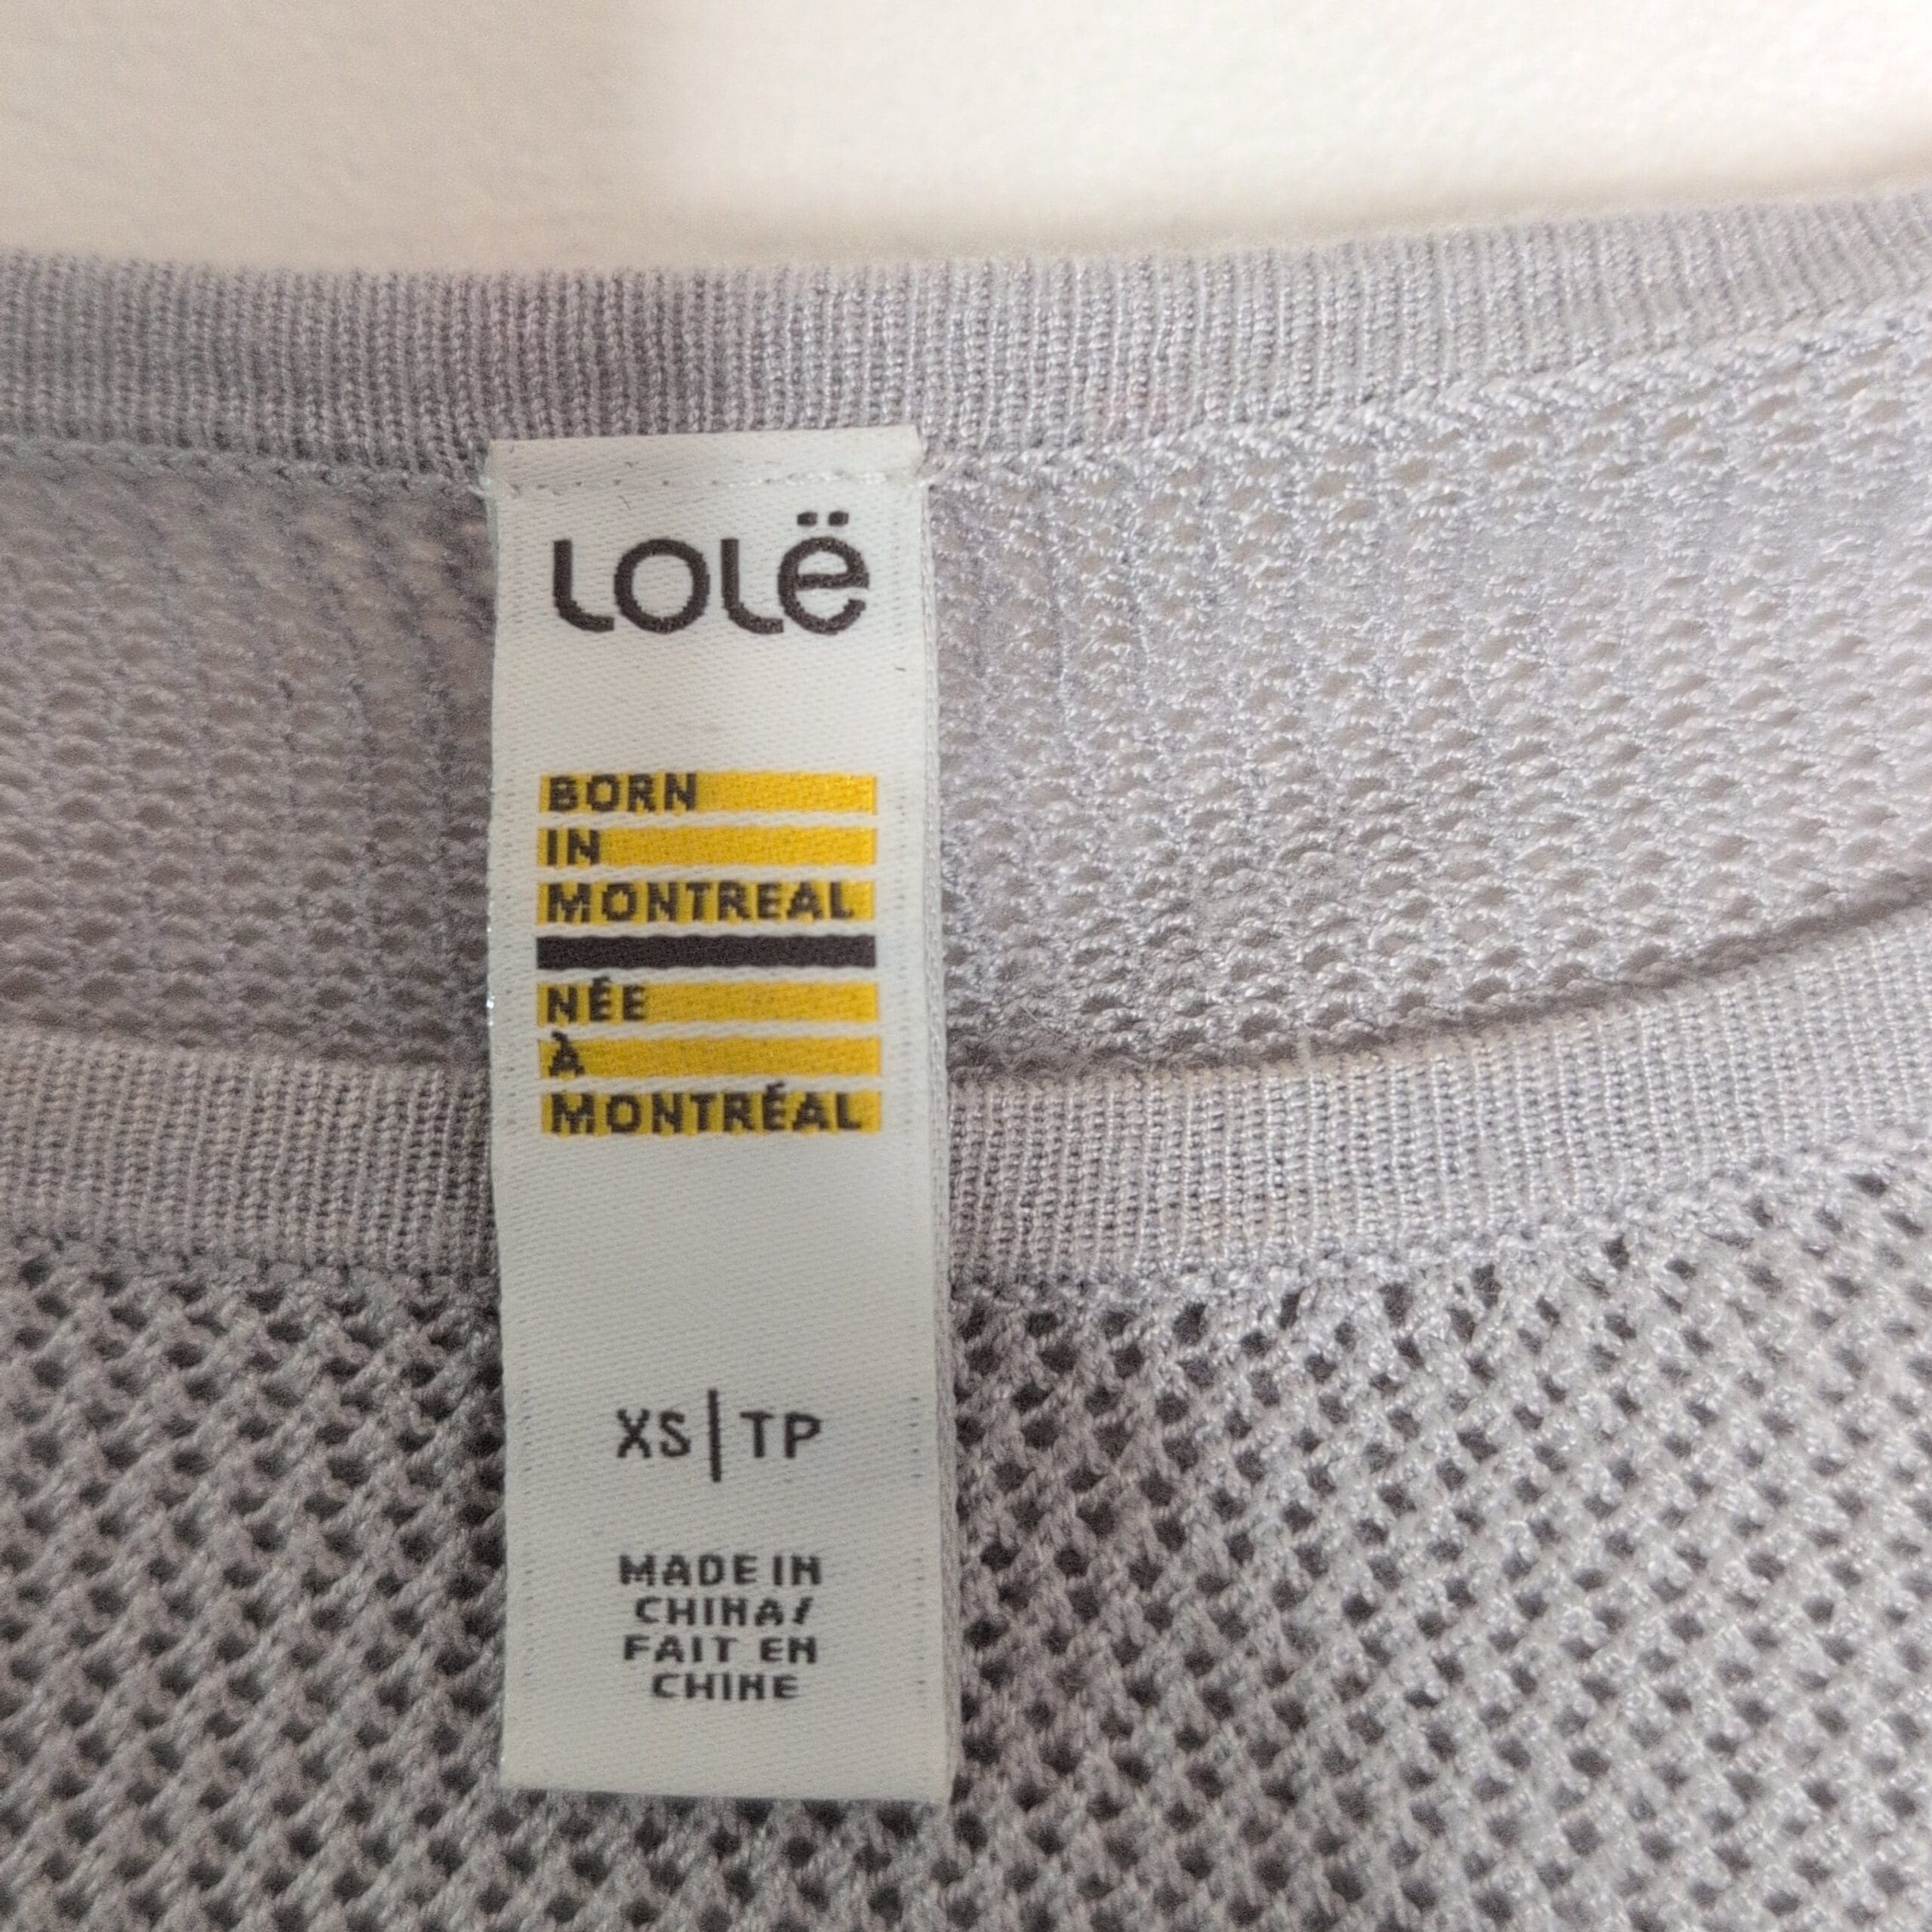 Lolë
BORN
IN
MONTREAL
NÉE
À
MONTRÉAL
XS|TP
MADE IN
CHINA/
FAIT EN
CHINE